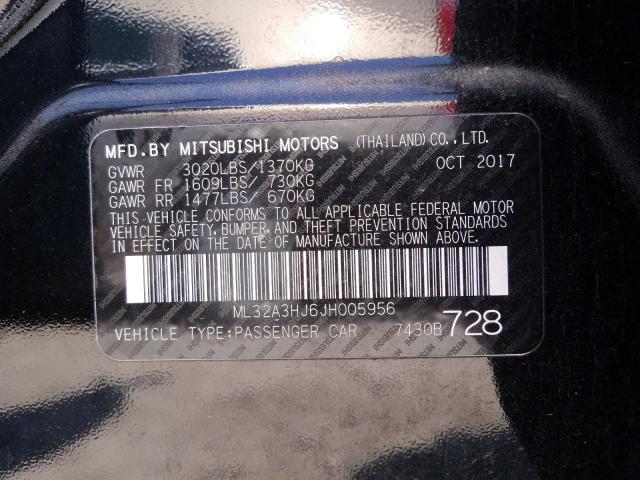 MFD.BY MITSUBISHI MOTORS (THAILAND)CO.,LTD.
GVWR 3020LBS/1370KG OCT 2017
GAWR FR 1609LBS/ 730KG
GAWR RR 1477LBS/ 670KG
THIS VEHICLE CONFORMS TO ALL APPLICABLE FEDERAL MOTOR
VEHICLE SAFETY, BUMPER, AND THEFT PREVENTION STANDARDS
IN EFFECT ON THE DATE OF MANUFACTURE SHOWN ABOVE.
ML32A3HJ6JH005956
VEHICLE TYPE:PASSENGER CAR 7430B 728